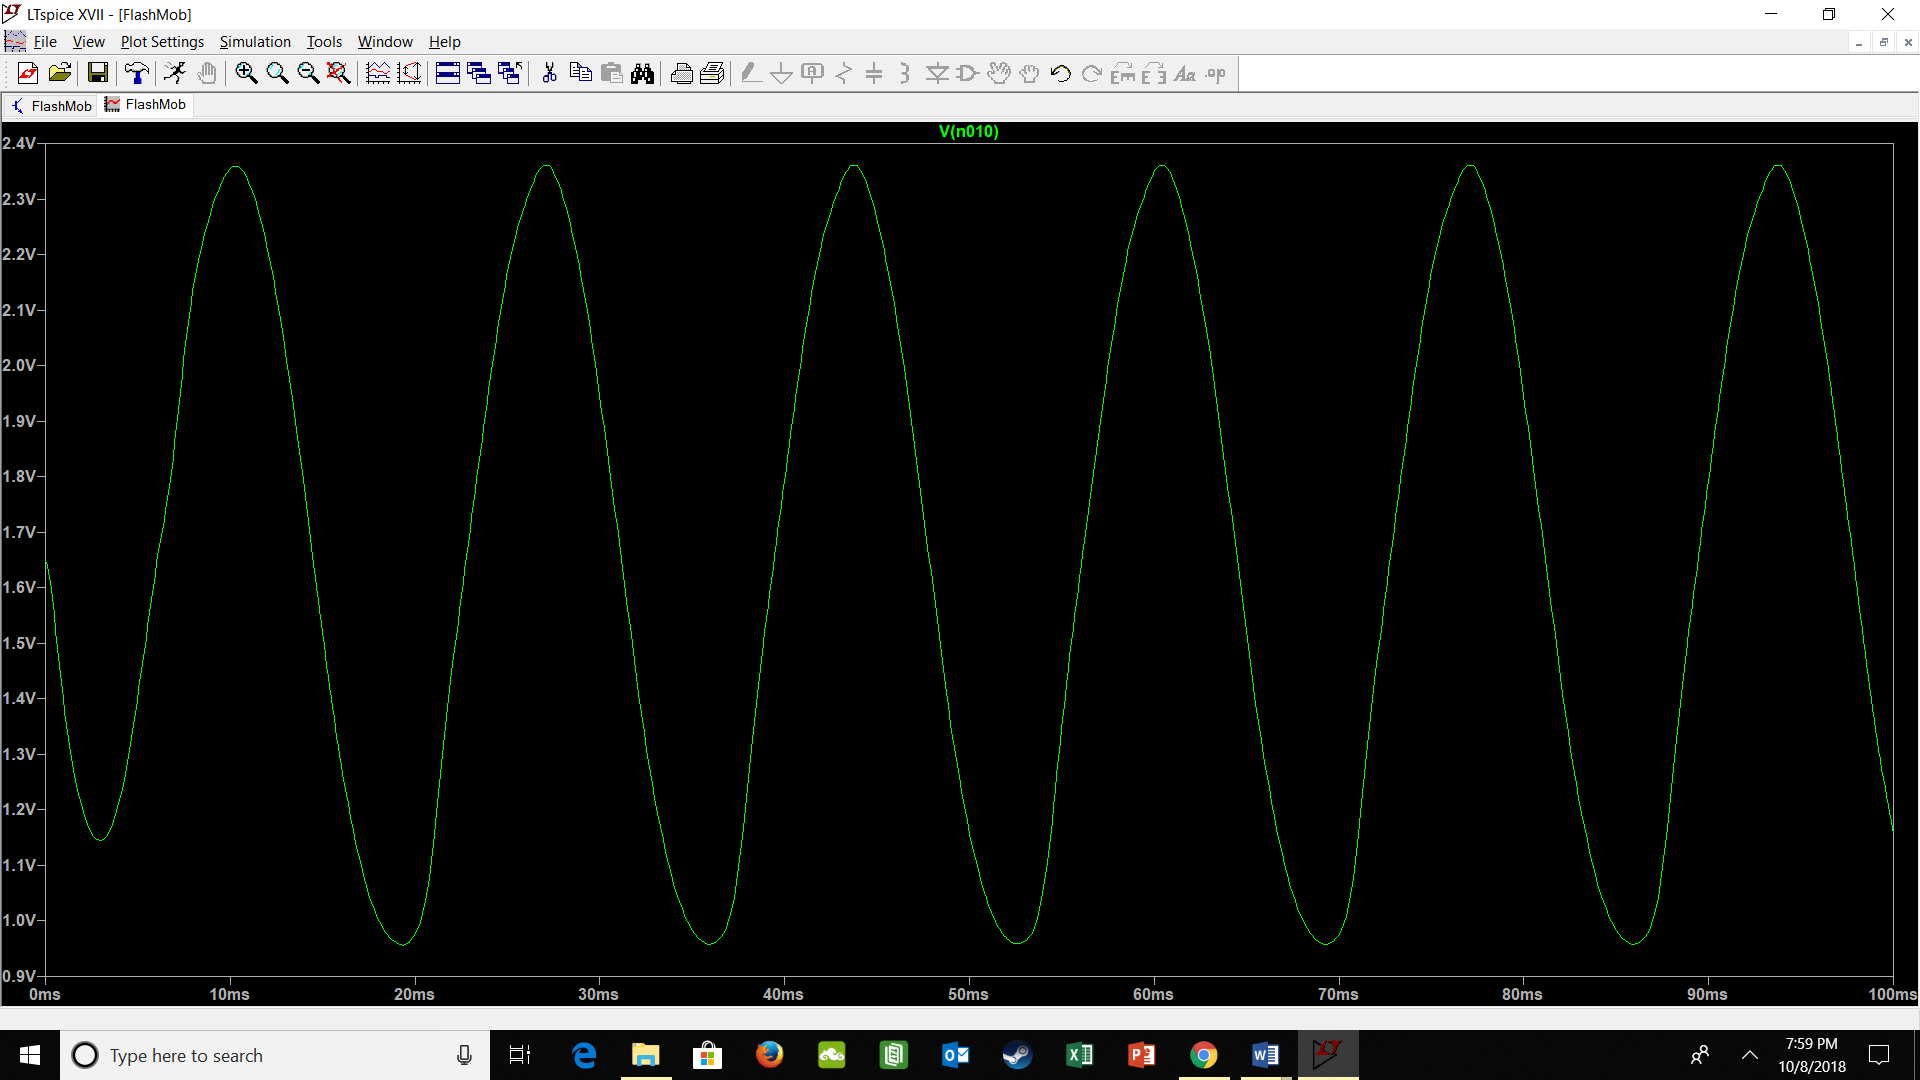 LTspice XVII - [FlashMob]
File View Plot Settings Simulation Tools Window Help
Aa .op
FlashMob FlashMob
V(n010)
2.4V
2.3V
2.2V
2.1V
2.0V
1.9V
1.8V
1.7V
1.6V
1.5V
1.4V
1.3V
1.2V
1.1V
1.0V
0.9V
0ms 10ms 20ms 30ms 40ms 50ms 60ms 70ms 80ms 90ms 100ms
Type here to search
7:59 PM
10/8/2018